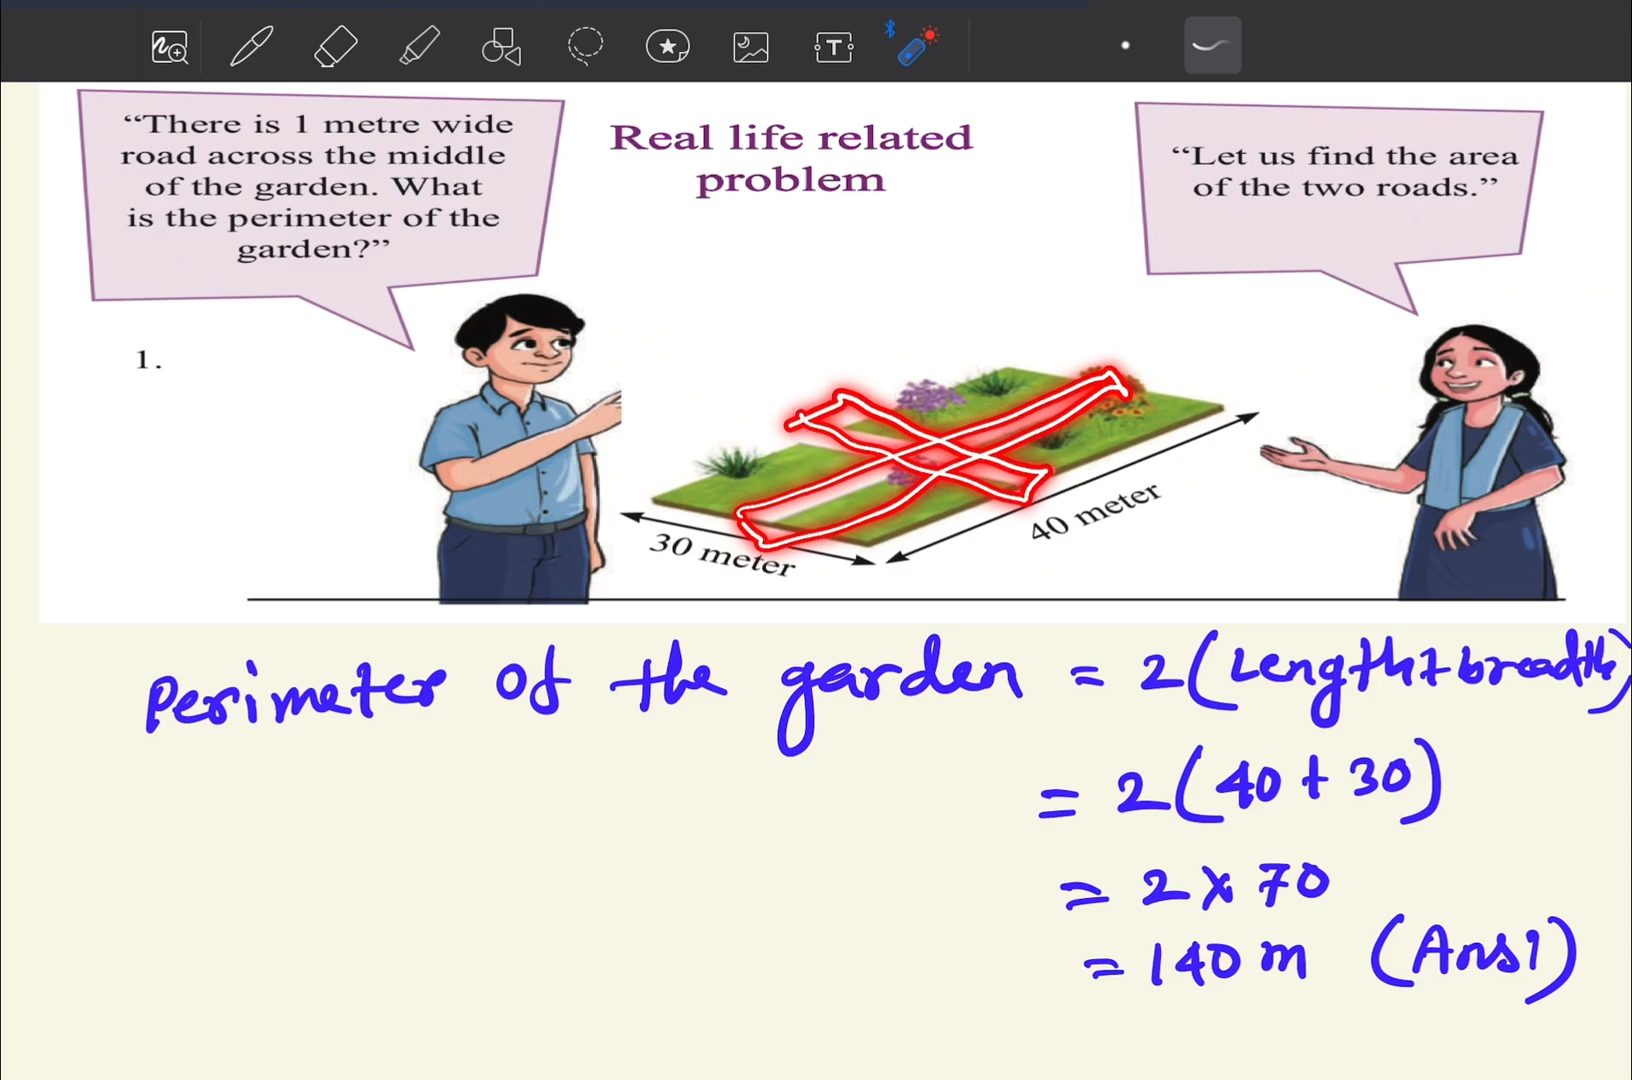 “There is 1 metre wide
road across the middle
of the garden. What
is the perimeter of the
garden?”
Real life related
problem
“Let us find the area
of the two roads.”
1.
30 meter
40 meter
Perimeter of the garden = 2(Length+breadth)
= 2(40+30)
= 2×70
= 140 m (Ans1)